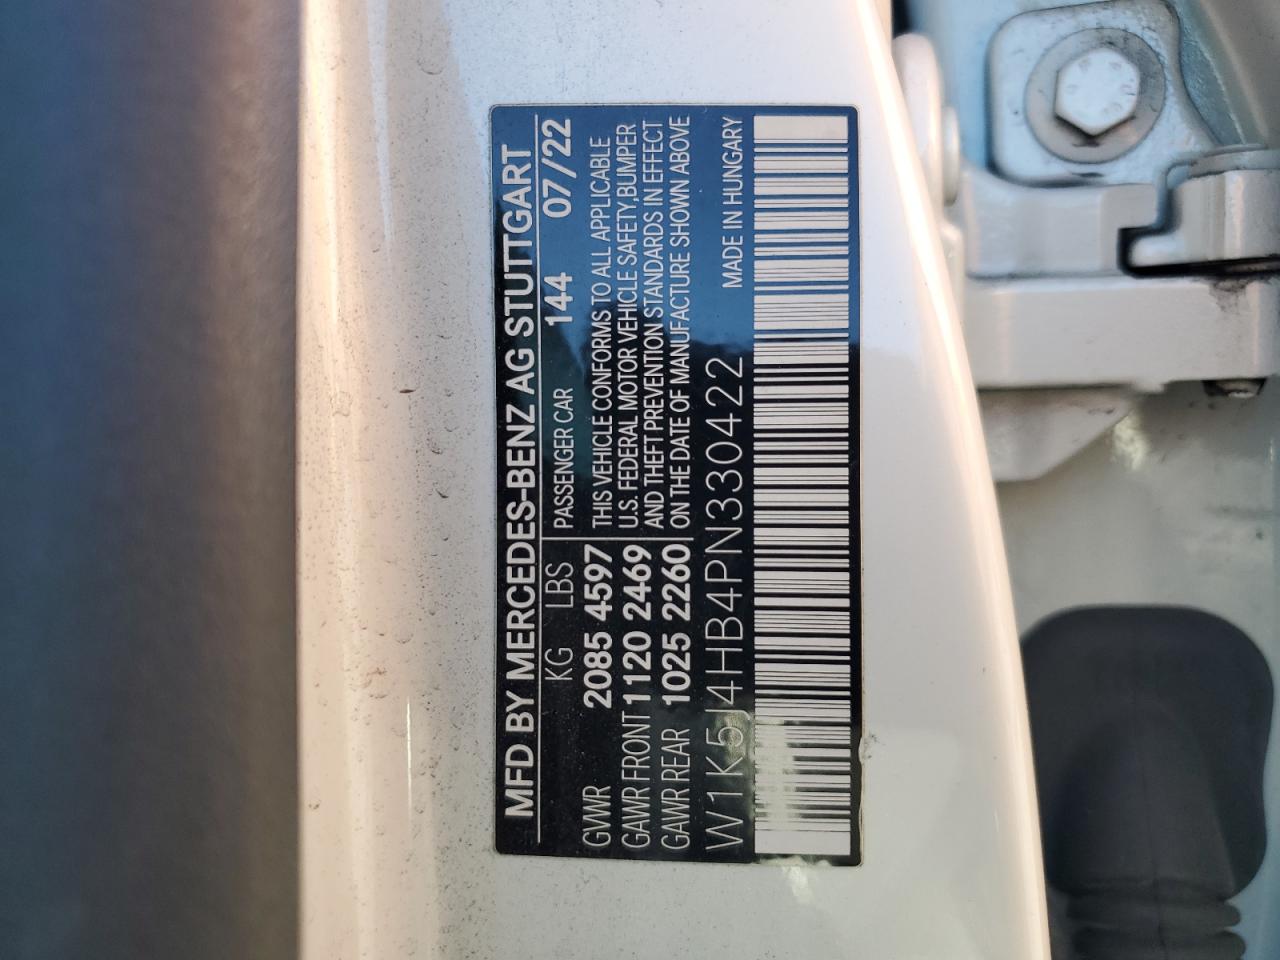 MFD BY MERCEDES-BENZ AG STUTTGART
KG LBS PASSENGER CAR 144 07/22
GVWR 2085 4597 THIS VEHICLE CONFORMS TO ALL APPLICABLE
GAWR FRONT 1120 2469 U.S. FEDERAL MOTOR VEHICLE SAFETY,BUMPER
AND THEFT PREVENTION STANDARDS IN EFFECT
GAWR REAR 1025 2260 ON THE DATE OF MANUFACTURE SHOWN ABOVE
W1K5J4HB4PN330422 MADE IN HUNGARY